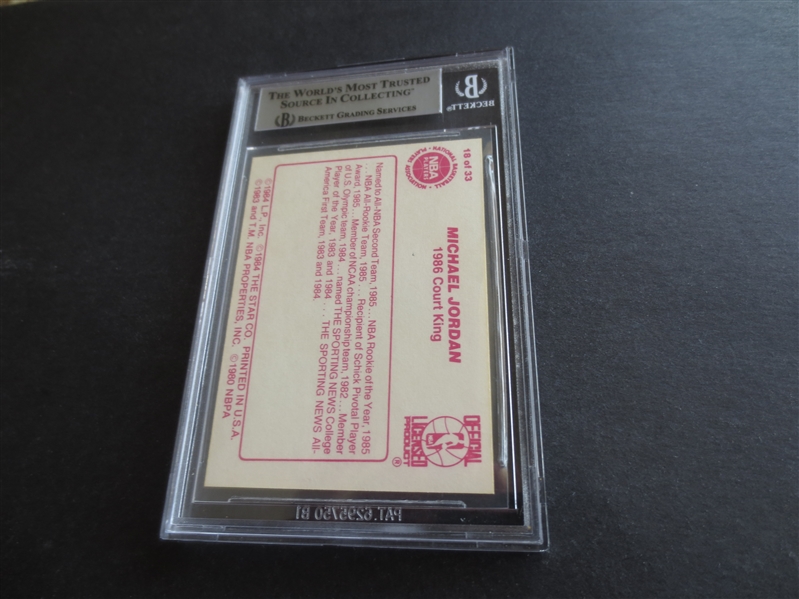 THE WORLD'S MOST TRUSTED
SOURCE IN COLLECTING
BECKETT GRADING SERVICES
BECKETT®
18 of 33
NBA
PLAYERS
MICHAEL JORDAN
1986 Court King
Named to All-NBA Second Team, 1985 . . . NBA Rookie of the Year, 1985
. . . NBA All-Rookie Team, 1985 . . . Recipient of Schick Pivotal Player
Award, 1985 . . . Member of NCAA championship team, 1982 . . . Member
of U.S. Olympic team, 1984 . . . named THE SPORTING NEWS College
Player of the Year, 1983 and 1984 . . . THE SPORTING NEWS All-
America First Team, 1983 and 1984.
©1984 L.P., Inc. ©1984 THE STAR CO. PRINTED IN U.S.A.
©1983 and T.M. NBA PROPERTIES, INC. ©1980 NBPA
OFFICIAL
LICENSED
PRODUCT
®
PAT. 6295750 B1